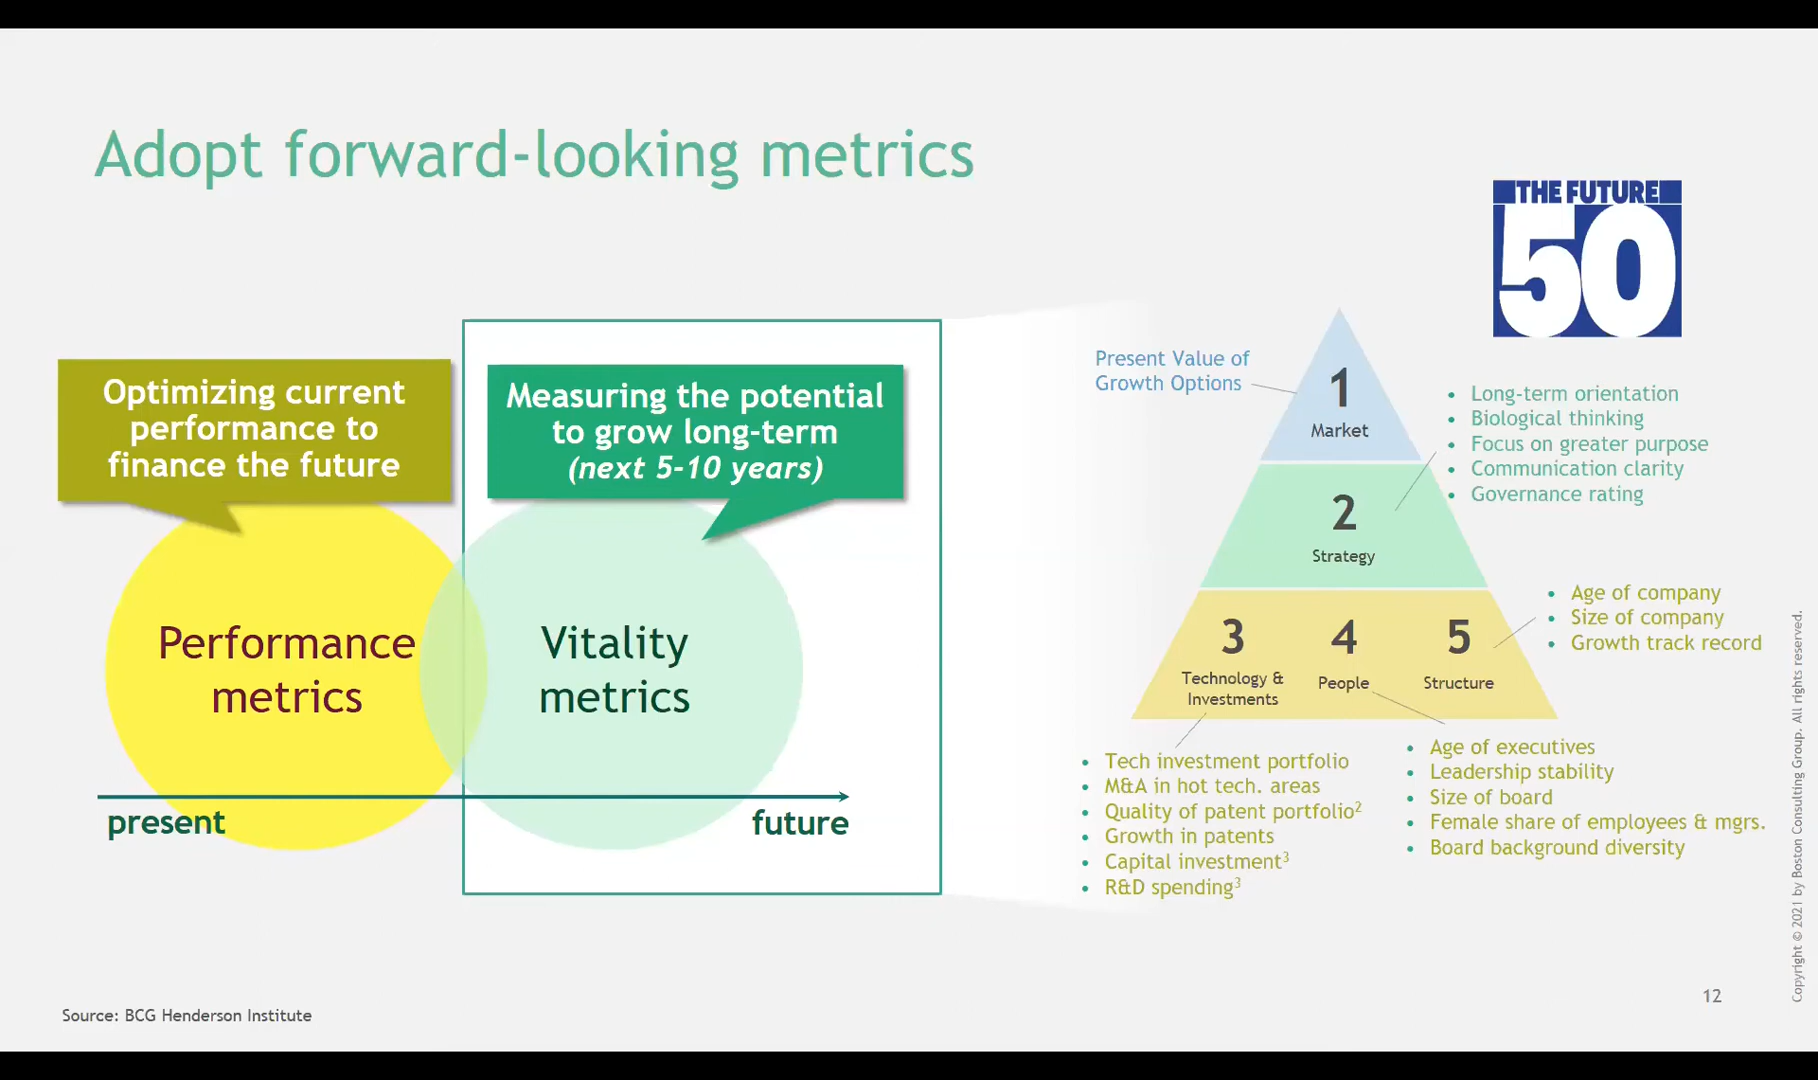 Adopt forward-looking metrics
THE FUTURE
50
Optimizing current
performance to
finance the future
Measuring the potential
to grow long-term
(next 5-10 years)
Performance
metrics
Vitality
metrics
present
future
Present Value of
Growth Options
1
Market
• Long-term orientation
• Biological thinking
• Focus on greater purpose
• Communication clarity
• Governance rating
2
Strategy
• Age of company
• Size of company
• Growth track record
3
Technology &
Investments
4
People
5
Structure
• Tech investment portfolio
• M&A in hot tech. areas
• Quality of patent portfolio²
• Growth in patents
• Capital investment³
• R&D spending³
• Age of executives
• Leadership stability
• Size of board
• Female share of employees & mgrs.
• Board background diversity
Source: BCG Henderson Institute
12
Copyright © 2021 by Boston Consulting Group. All rights reserved.